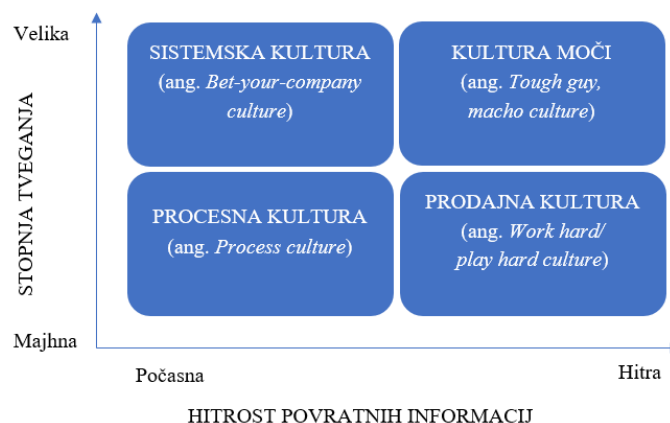 Velika
SISTEMSKA KULTURA
(ang. Bet-your-company
culture)
KULTURA MOČI
(ang. Tough guy,
macho culture)
STOPNJA TVEGANJA
PROCESNA KULTURA
(ang. Process culture)
PRODAJNA KULTURA
(ang. Work hard/
play hard culture)
Majhna
Počasna
Hitra
HITROST POVRATNIH INFORMACIJ